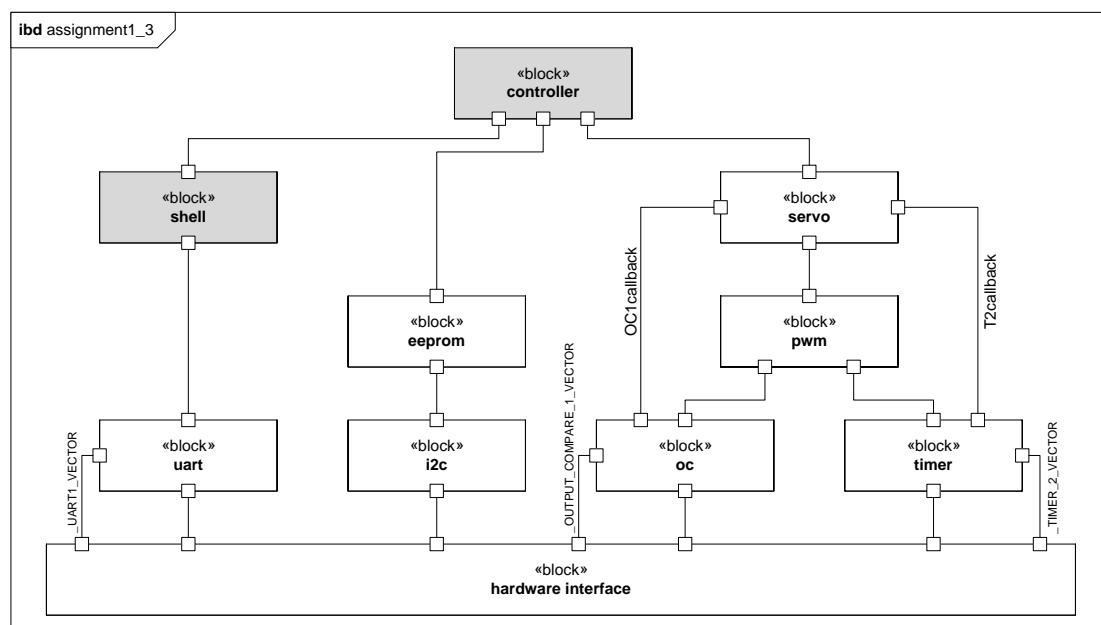 ibd assignment1_3
«block»
controller
«block»
shell
«block»
servo
OC1callback
T2callback
«block»
eeprom
«block»
pwm
_UART1_VECTOR
«block»
uart
«block»
i2c
_OUTPUT_COMPARE_1_VECTOR
«block»
oc
«block»
timer
_TIMER_2_VECTOR
«block»
hardware interface